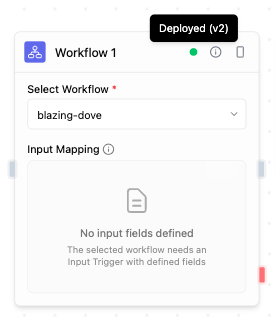 Deployed (v2)
Workflow 1
Select Workflow *
blazing-dove
Input Mapping
No input fields defined
The selected workflow needs an
Input Trigger with defined fields